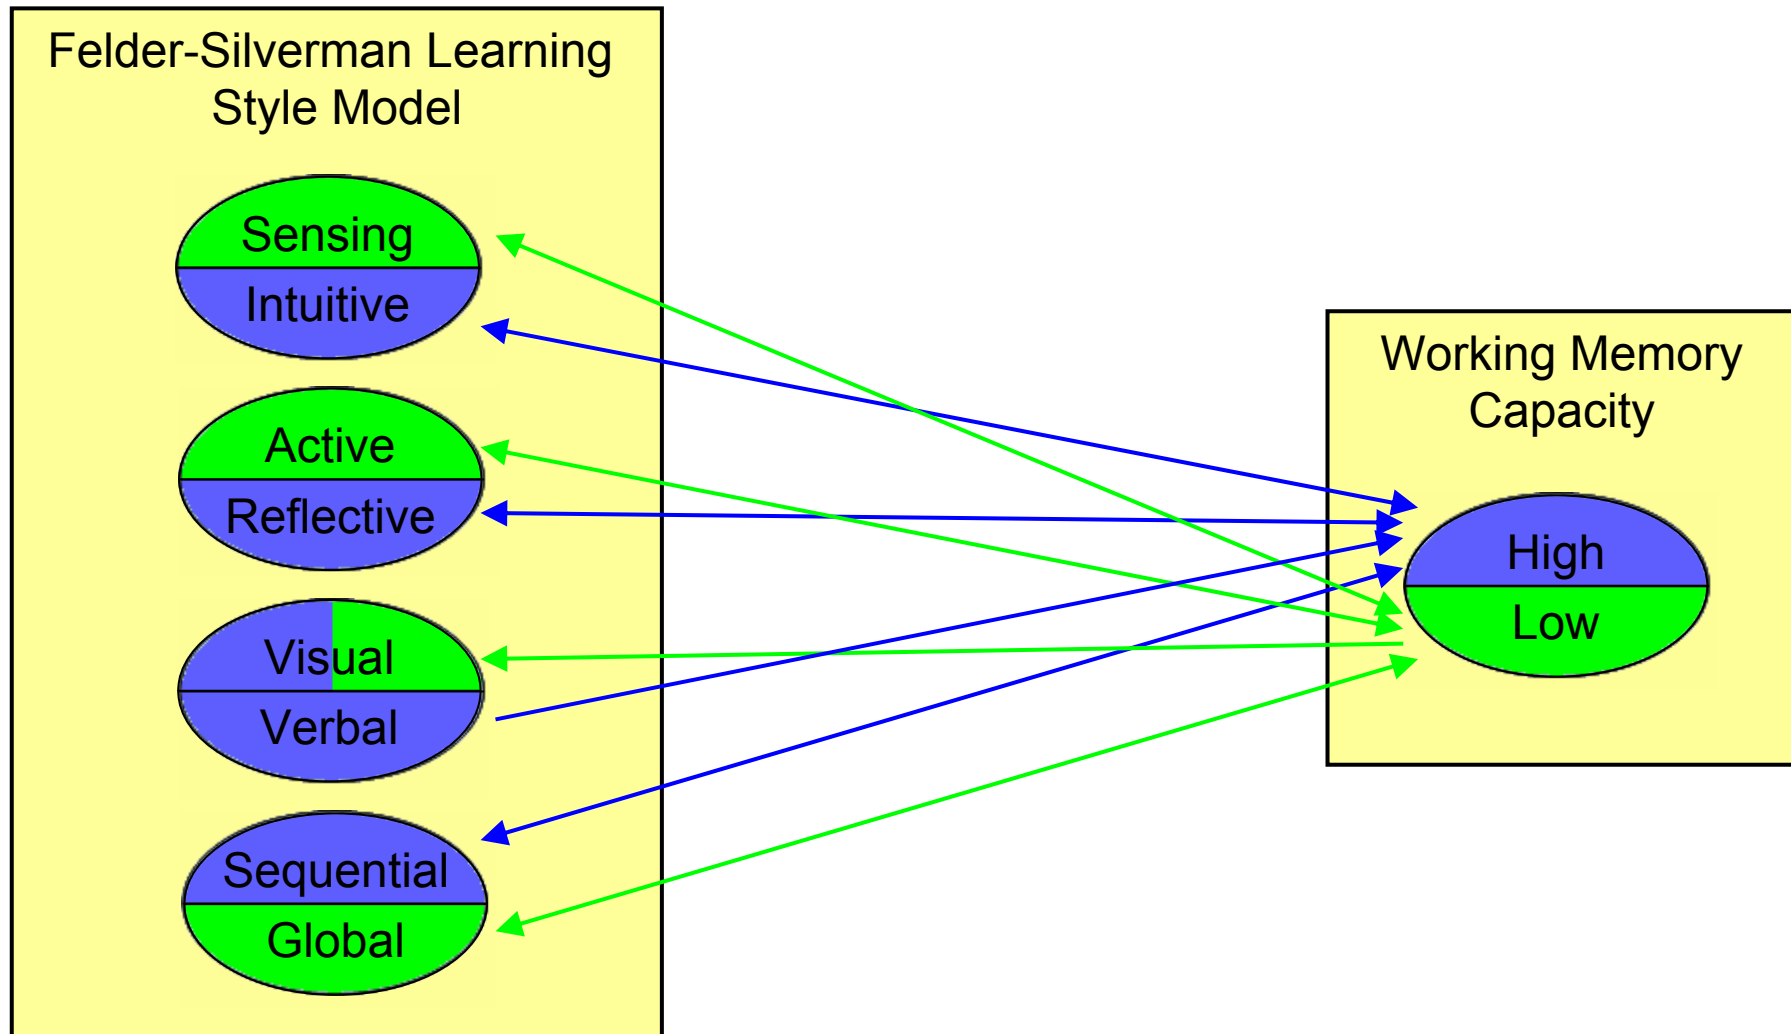 Felder-Silverman Learning
Style Model
Sensing
Intuitive
Active
Reflective
Visual
Verbal
Sequential
Global
Working Memory
Capacity
High
Low